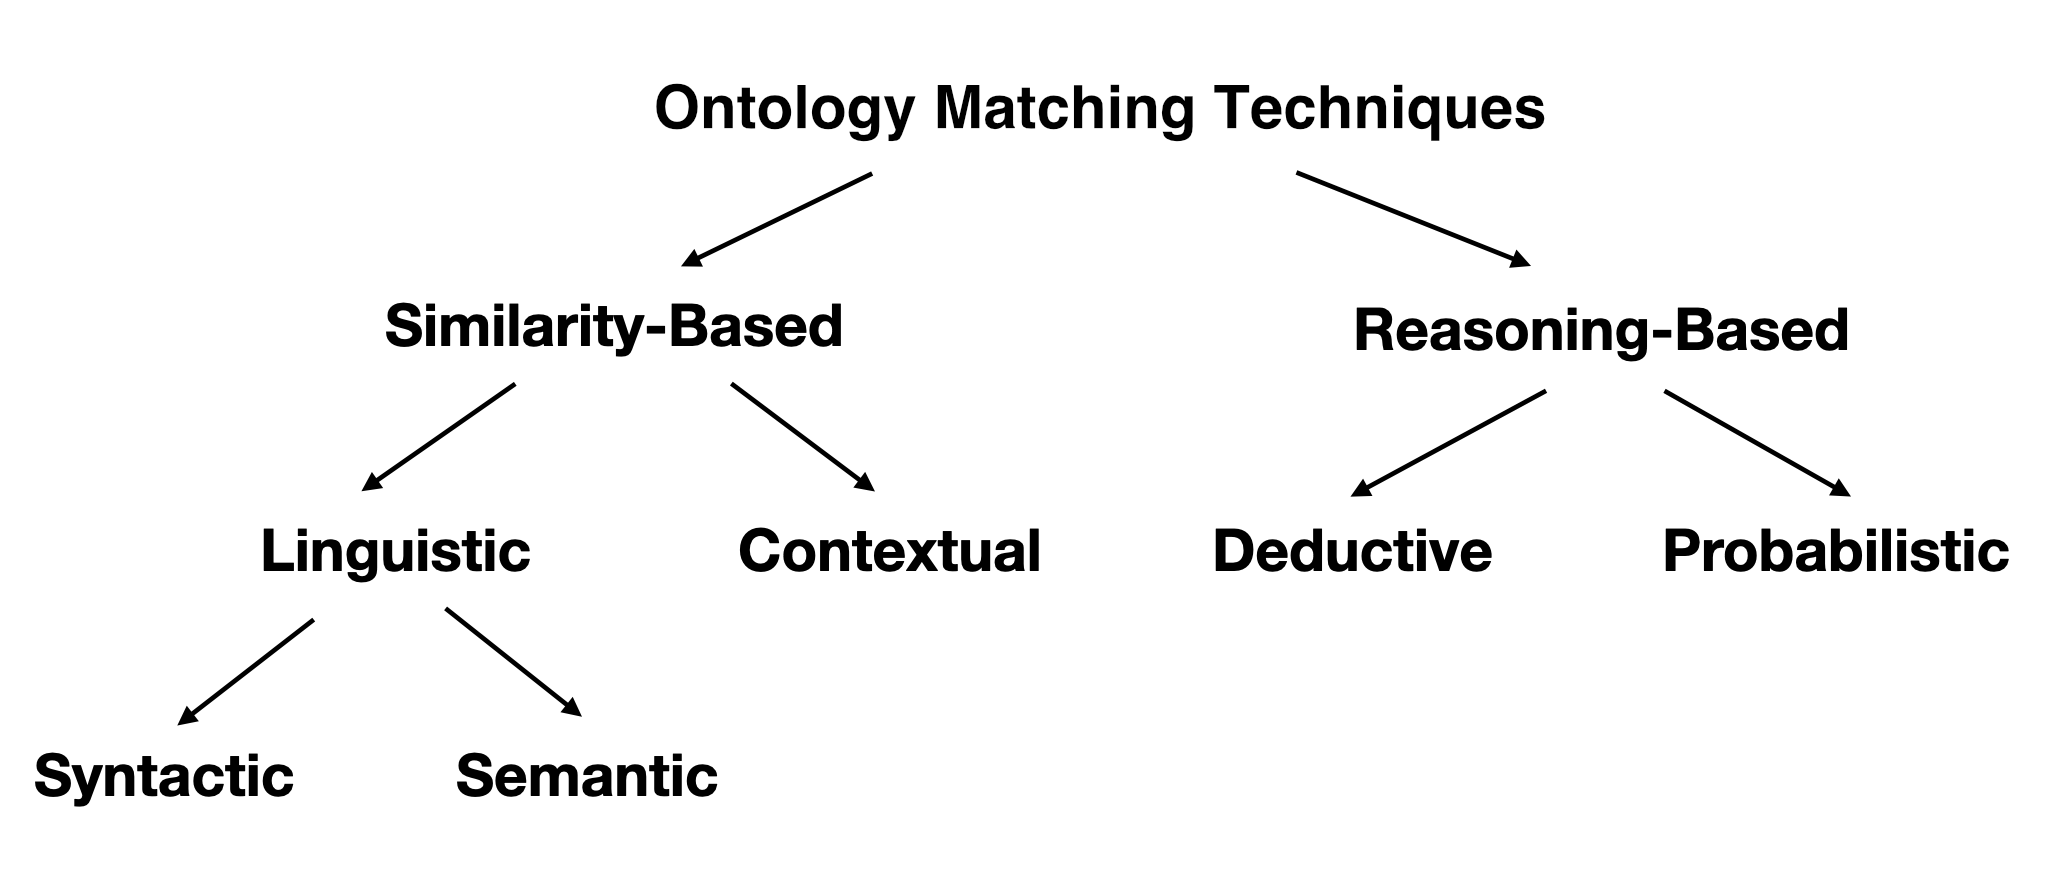 Ontology Matching Techniques
Similarity-Based
Reasoning-Based
Linguistic
Contextual
Deductive
Probabilistic
Syntactic
Semantic